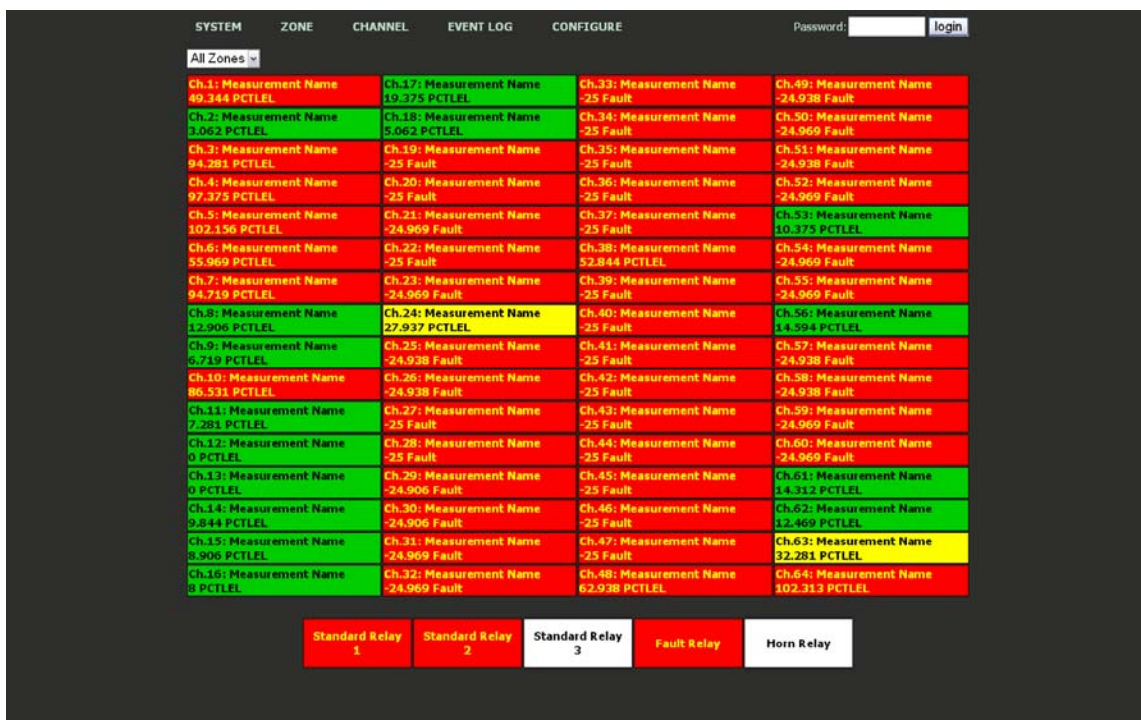 SYSTEM ZONE CHANNEL EVENT LOG CONFIGURE Password: login
All Zones
Ch.1: Measurement Name
49.344 PCTLEL
Ch.2: Measurement Name
3.062 PCTLEL
Ch.3: Measurement Name
94.281 PCTLEL
Ch.4: Measurement Name
97.375 PCTLEL
Ch.5: Measurement Name
102.156 PCTLEL
Ch.6: Measurement Name
55.969 PCTLEL
Ch.7: Measurement Name
94.719 PCTLEL
Ch.8: Measurement Name
12.906 PCTLEL
Ch.9: Measurement Name
6.719 PCTLEL
Ch.10: Measurement Name
86.531 PCTLEL
Ch.11: Measurement Name
7.281 PCTLEL
Ch.12: Measurement Name
0 PCTLEL
Ch.13: Measurement Name
0 PCTLEL
Ch.14: Measurement Name
9.844 PCTLEL
Ch.15: Measurement Name
8.906 PCTLEL
Ch.16: Measurement Name
8 PCTLEL
Ch.17: Measurement Name
19.375 PCTLEL
Ch.18: Measurement Name
5.062 PCTLEL
Ch.19: Measurement Name
-25 Fault
Ch.20: Measurement Name
-25 Fault
Ch.21: Measurement Name
-24.969 Fault
Ch.22: Measurement Name
-25 Fault
Ch.23: Measurement Name
-24.969 Fault
Ch.24: Measurement Name
27.937 PCTLEL
Ch.25: Measurement Name
-24.938 Fault
Ch.26: Measurement Name
-24.938 Fault
Ch.27: Measurement Name
-25 Fault
Ch.28: Measurement Name
-25 Fault
Ch.29: Measurement Name
-24.906 Fault
Ch.30: Measurement Name
-24.906 Fault
Ch.31: Measurement Name
-24.969 Fault
Ch.32: Measurement Name
-24.969 Fault
Ch.33: Measurement Name
-25 Fault
Ch.34: Measurement Name
-25 Fault
Ch.35: Measurement Name
-25 Fault
Ch.36: Measurement Name
-25 Fault
Ch.37: Measurement Name
-25 Fault
Ch.38: Measurement Name
52.844 PCTLEL
Ch.39: Measurement Name
-25 Fault
Ch.40: Measurement Name
-25 Fault
Ch.41: Measurement Name
-25 Fault
Ch.42: Measurement Name
-25 Fault
Ch.43: Measurement Name
-25 Fault
Ch.44: Measurement Name
-25 Fault
Ch.45: Measurement Name
-25 Fault
Ch.46: Measurement Name
-25 Fault
Ch.47: Measurement Name
-25 Fault
Ch.48: Measurement Name
62.938 PCTLEL
Ch.49: Measurement Name
-24.938 Fault
Ch.50: Measurement Name
-24.969 Fault
Ch.51: Measurement Name
-24.938 Fault
Ch.52: Measurement Name
-24.969 Fault
Ch.53: Measurement Name
10.375 PCTLEL
Ch.54: Measurement Name
-24.969 Fault
Ch.55: Measurement Name
-24.969 Fault
Ch.56: Measurement Name
14.594 PCTLEL
Ch.57: Measurement Name
-24.938 Fault
Ch.58: Measurement Name
-24.938 Fault
Ch.59: Measurement Name
-24.969 Fault
Ch.60: Measurement Name
-24.969 Fault
Ch.61: Measurement Name
14.312 PCTLEL
Ch.62: Measurement Name
12.469 PCTLEL
Ch.63: Measurement Name
32.281 PCTLEL
Ch.64: Measurement Name
102.313 PCTLEL
Standard Relay
1
Standard Relay
2
Standard Relay
3
Fault Relay
Horn Relay